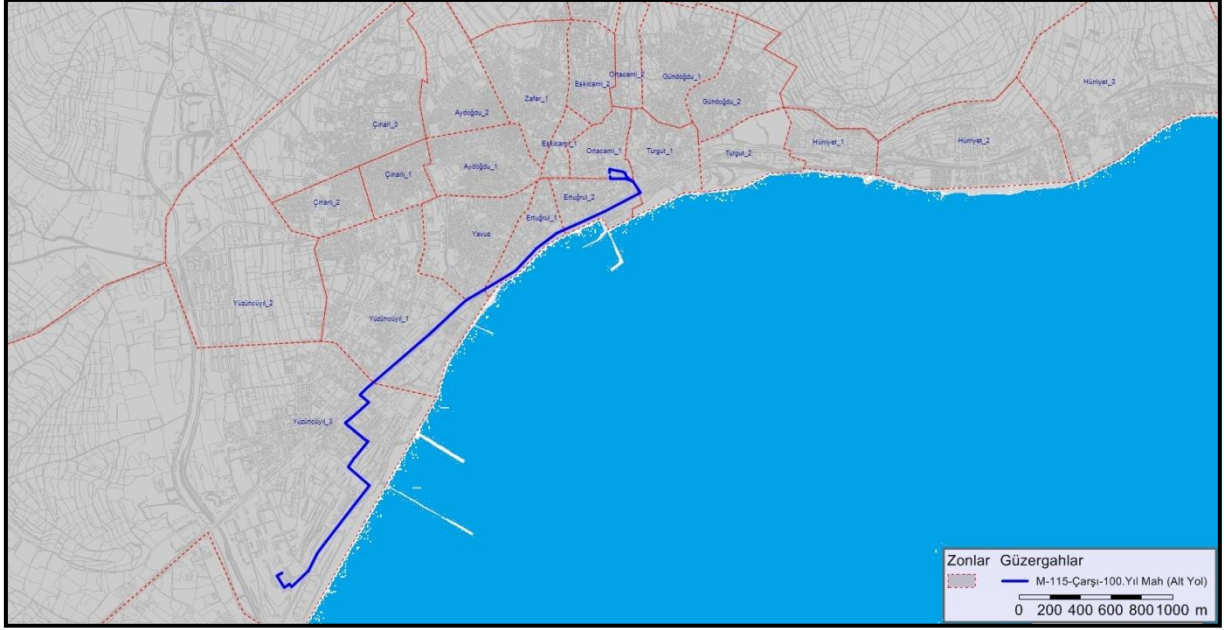 Ortacami_2
Gündoğdu_1
Eskicami_2
Hürriyet_3
Zafer_1
Gündoğdu_2
Aydoğdu_2
Çınarlı_3
Hürriyet_1
Hürriyet_2
Eskicami_1
Ortacami_1
Turgut_1
Turgut_2
Aydoğdu_1
Çınarlı_1
Ertuğrul_2
Çınarlı_2
Ertuğrul_1
Yavuz
Yüzüncüyıl_2
Yüzüncüyıl_1
Yüzüncüyıl_3
Zonlar Güzergahlar
M-115-Çarşı-100.Yıl Mah (Alt Yol)
0 200 400 600 800 1000 m